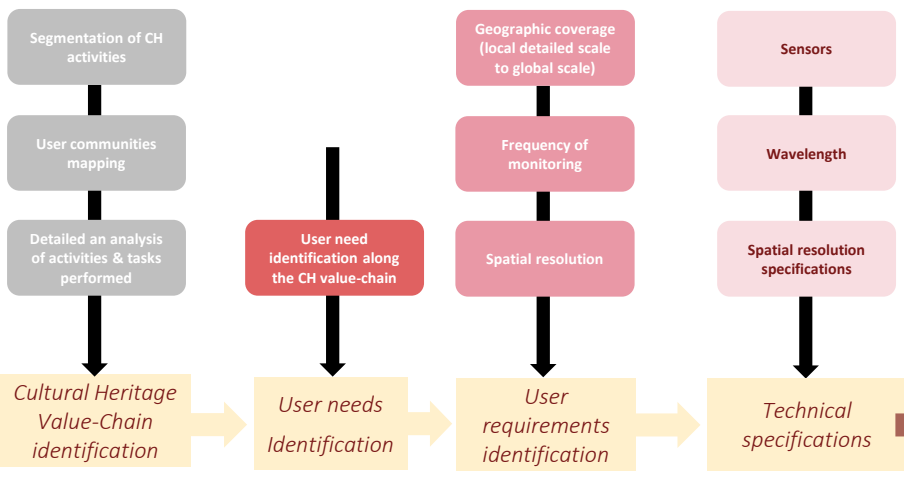 Segmentation of CH
activities
User communities
mapping
Detailed an analysis
of activities & tasks
performed
Cultural Heritage
Value-Chain
identification
User need
identification along
the CH value-chain
User needs
Identification
Geographic coverage
(local detailed scale
to global scale)
Frequency of
monitoring
Spatial resolution
User
requirements
identification
Sensors
Wavelength
Spatial resolution
specifications
Technical
specifications